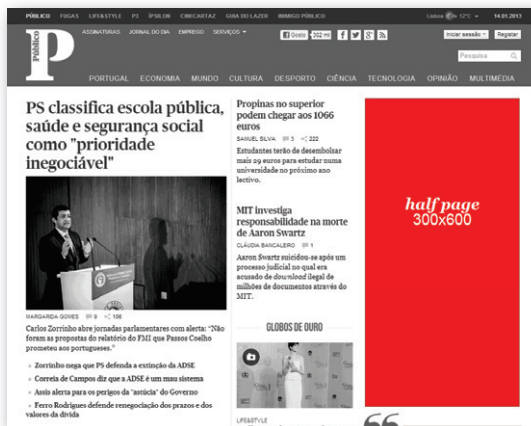 PÚBLICO FUGAS LIFE&STYLE P3 ÍPSILON CINECARTAZ GUIA DO LAZER INIMIGO PÚBLICO Lisboa 12ºC 14.01.2013
ASSINATURAS JORNAL DO DIA EMPREGO SERVIÇOS Gosto 302 mil Iniciar sessão Registar
Público
P
Pesquisa
PORTUGAL ECONOMIA MUNDO CULTURA DESPORTO CIÊNCIA TECNOLOGIA OPINIÃO MULTIMÉDIA
PS classifica escola pública,
saúde e segurança social
como "prioridade
inegociável"
MARGARIDA GOMES 9 106
Carlos Zorrinho abre jornadas parlamentares com alerta: "Não
foram as propostas do relatório do FMI que Passos Coelho
prometeu aos portugueses."
Zorrinho nega que PS defenda a extinção da ADSE
Correia de Campos diz que a ADSE é um mau sistema
Assis alerta para os perigos da "astúcia" do Governo
Ferro Rodrigues defende renegociação dos prazos e dos
valores da dívida
Propinas no superior
podem chegar aos 1066
euros
SAMUEL SILVA 3 222
Estudantes terão de desembolsar
mais 29 euros para estudar numa
universidade no próximo ano
lectivo.
MIT investiga
responsabilidade na morte
de Aaron Swartz
CLÁUDIA BANCALEIRO 1
Aaron Swartz suicidou-se após um
processo judicial no qual era
acusado de download ilegal de
milhões de documentos através do
MIT.
GLOBOS DE OURO
LIFE&STYLE
half page
300x600